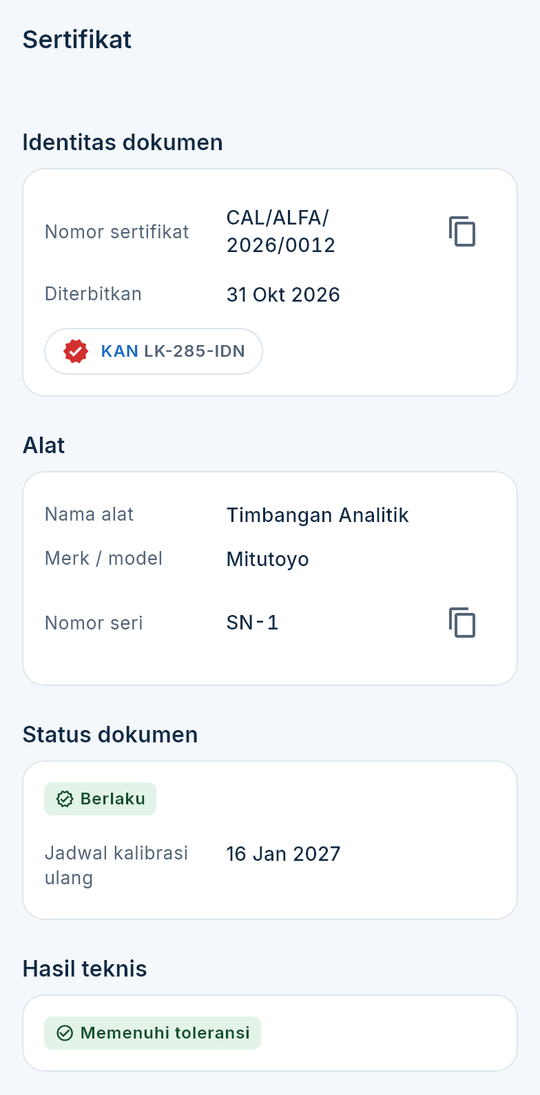 Sertifikat
Identitas dokumen
Nomor sertifikat
CAL/ALFA/
2026/0012
Diterbitkan
31 Okt 2026
KAN LK-285-IDN
Alat
Nama alat
Timbangan Analitik
Merk / model
Mitutoyo
Nomor seri
SN-1
Status dokumen
Berlaku
Jadwal kalibrasi
ulang
16 Jan 2027
Hasil teknis
Memenuhi toleransi